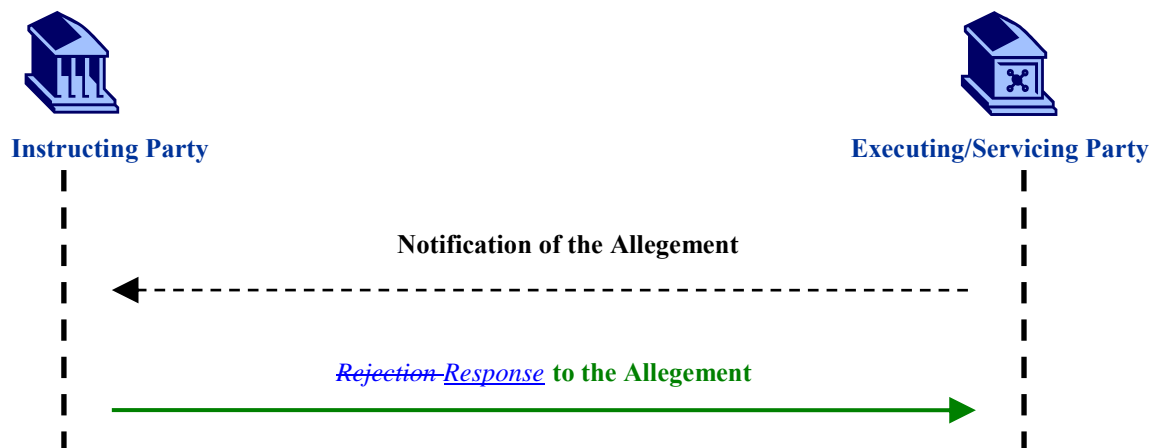 Instructing Party
Executing/Servicing Party
Notification of the Allegement
Rejection Response to the Allegement